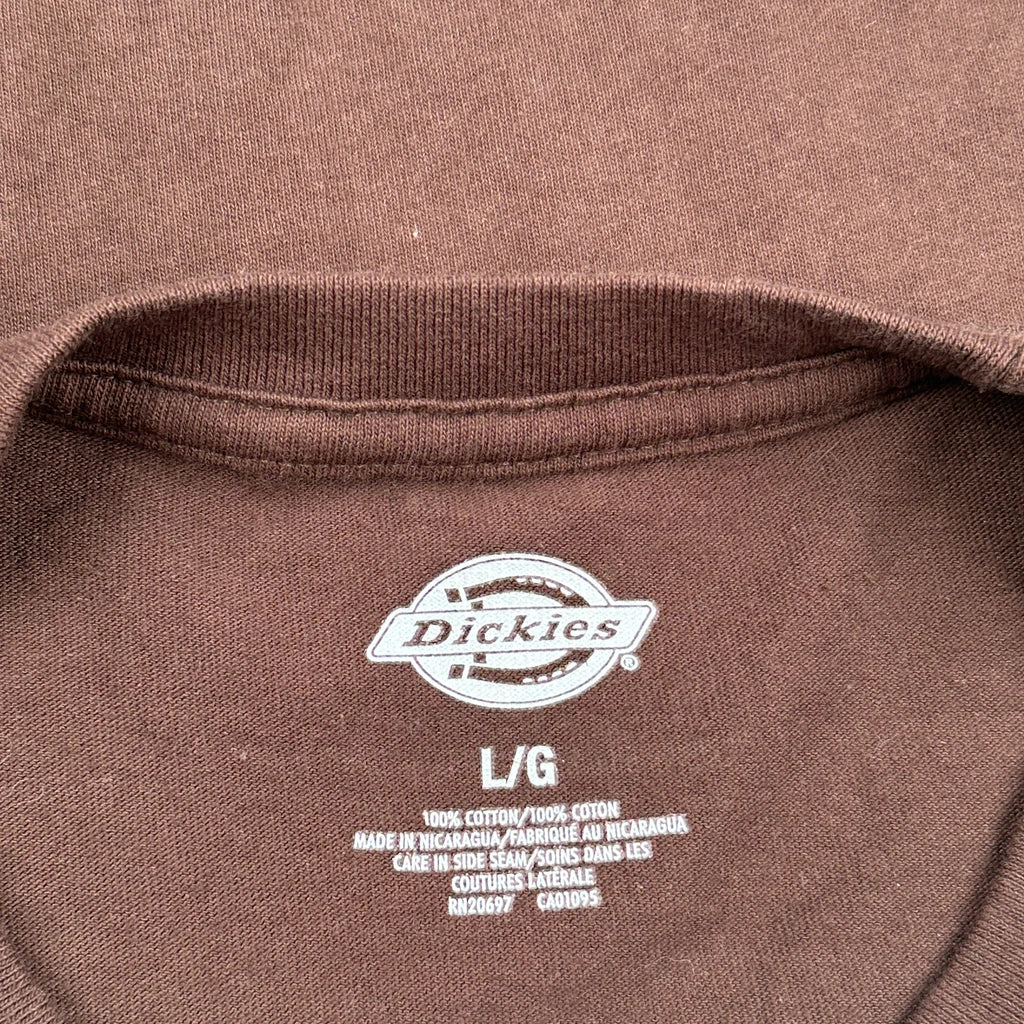 Dickies®
L/G
100% COTTON/100% COTON
MADE IN NICARAGUA/FABRIQUÉ AU NICARAGUA
CARE IN SIDE SEAM/SOINS DANS LES
COUTURES LATÉRALE
RN20697 CA01095